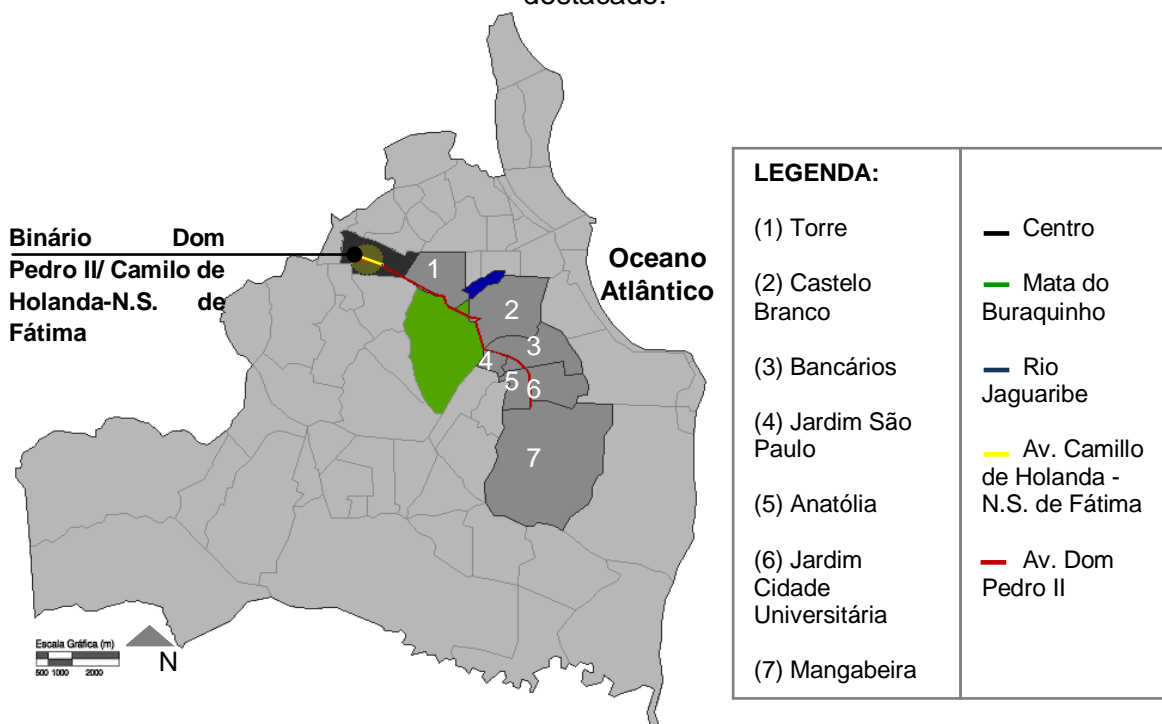 destacado.
Binário Dom
Pedro II/ Camilo de
Holanda-N.S. de
Fátima
Oceano
Atlântico
1
2
3
4
5
6
7
Escala Gráfica (m)
500 1000 2000
N
LEGENDA:
(1) Torre
(2) Castelo
Branco
(3) Bancários
(4) Jardim São
Paulo
(5) Anatólia
(6) Jardim
Cidade
Universitária
(7) Mangabeira
Centro
Mata do
Buraquinho
Rio
Jaguaribe
Av. Camillo
de Holanda -
N.S. de Fátima
Av. Dom
Pedro II